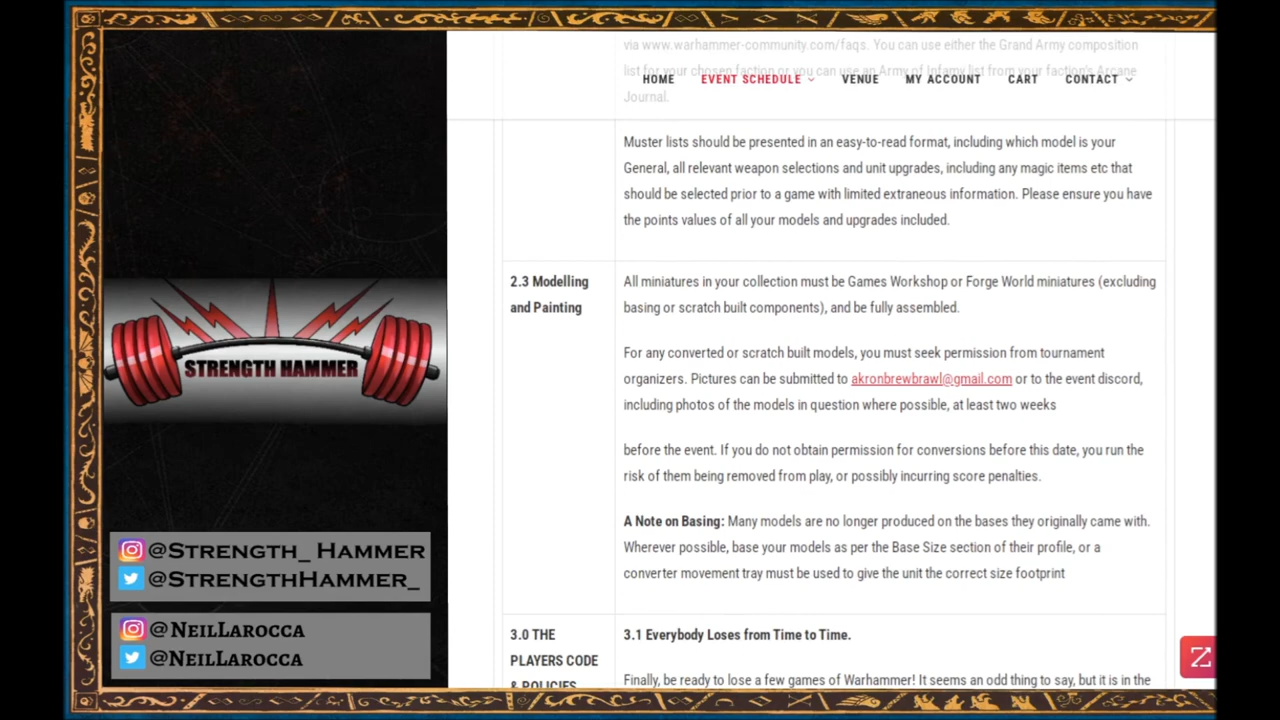 via www.warhammer-community.com/faqs. You can use either the Grand Army composition
list for your chosen faction or you can use an Army of Infamy list from your faction's Arcane
Journal.
HOME EVENT SCHEDULE VENUE MY ACCOUNT CART CONTACT
Muster lists should be presented in an easy-to-read format, including which model is your
General, all relevant weapon selections and unit upgrades, including any magic items etc that
should be selected prior to a game with limited extraneous information. Please ensure you have
the points values of all your models and upgrades included.
2.3 Modelling
and Painting
All miniatures in your collection must be Games Workshop or Forge World miniatures (excluding
basing or scratch built components), and be fully assembled.
For any converted or scratch built models, you must seek permission from tournament
organizers. Pictures can be submitted to akronbrewbrawl@gmail.com or to the event discord,
including photos of the models in question where possible, at least two weeks
before the event. If you do not obtain permission for conversions before this date, you run the
risk of them being removed from play, or possibly incurring score penalties.
A Note on Basing: Many models are no longer produced on the bases they originally came with.
Wherever possible, base your models as per the Base Size section of their profile, or a
converter movement tray must be used to give the unit the correct size footprint
3.0 THE
PLAYERS CODE
& POLICIES
3.1 Everybody Loses from Time to Time.
Finally, be ready to lose a few games of Warhammer! It seems an odd thing to say, but it is in the
STRENGTH HAMMER
@STRENGTH_HAMMER
@STRENGTHHAMMER_
@NEILLAROCCA
@NEILLAROCCA